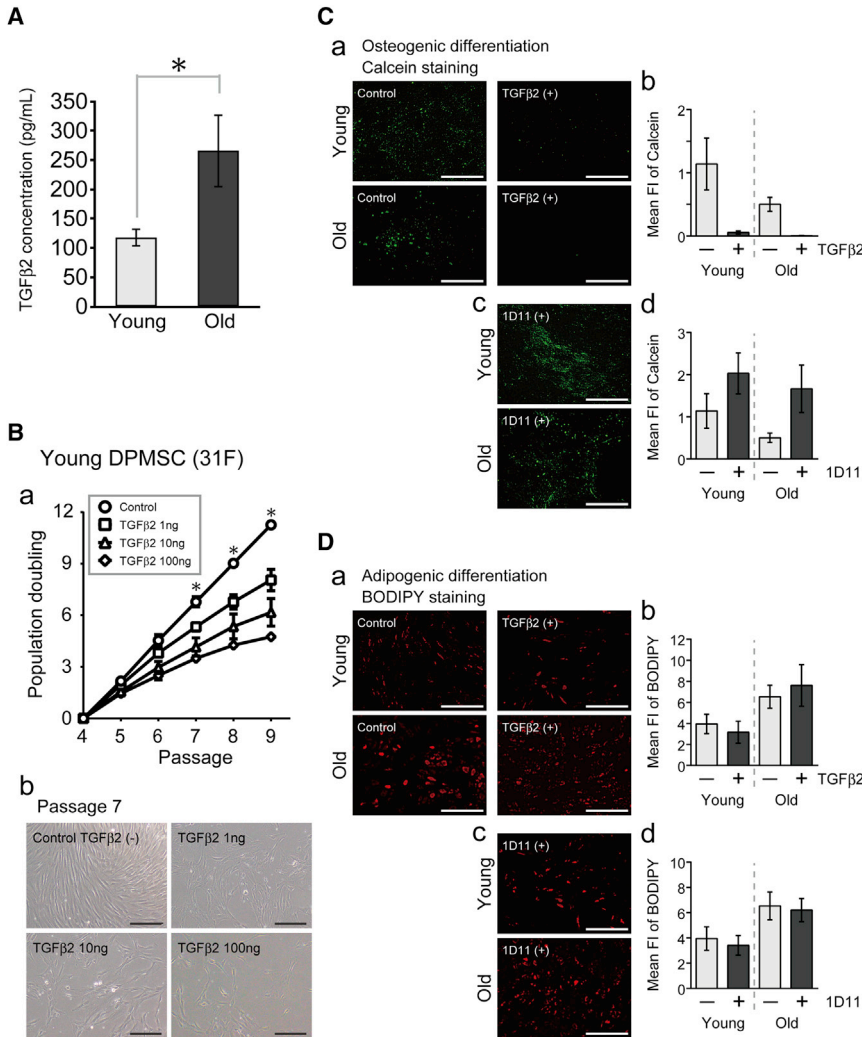 A
*
TGFβ2 concentration (pg/mL)
350
300
250
200
150
100
50
0
Young
Old
B
Young DPMSC (31F)
a
Population doubling
12
9
6
3
0
Control
TGFβ2 1ng
TGFβ2 10ng
TGFβ2 100ng
*
*
*
4
5
6
7
8
9
Passage
b
Passage 7
Control TGFβ2 (-)
TGFβ2 1ng
TGFβ2 10ng
TGFβ2 100ng
C
a
Osteogenic differentiation
Calcein staining
Young
Control
TGFβ2 (+)
Old
Control
TGFβ2 (+)
b
Mean FI of Calcein
2
1
0
—
+
—
+
TGFβ2
Young
Old
c
Young
1D11 (+)
Old
1D11 (+)
d
Mean FI of Calcein
3
2
1
0
—
+
—
+
1D11
Young
Old
D
a
Adipogenic differentiation
BODIPY staining
Young
Control
TGFβ2 (+)
Old
Control
TGFβ2 (+)
b
Mean FI of BODIPY
12
10
8
6
4
2
0
—
+
—
+
TGFβ2
Young
Old
c
Young
1D11 (+)
Old
1D11 (+)
d
Mean FI of BODIPY
10
8
6
4
2
0
—
+
—
+
1D11
Young
Old